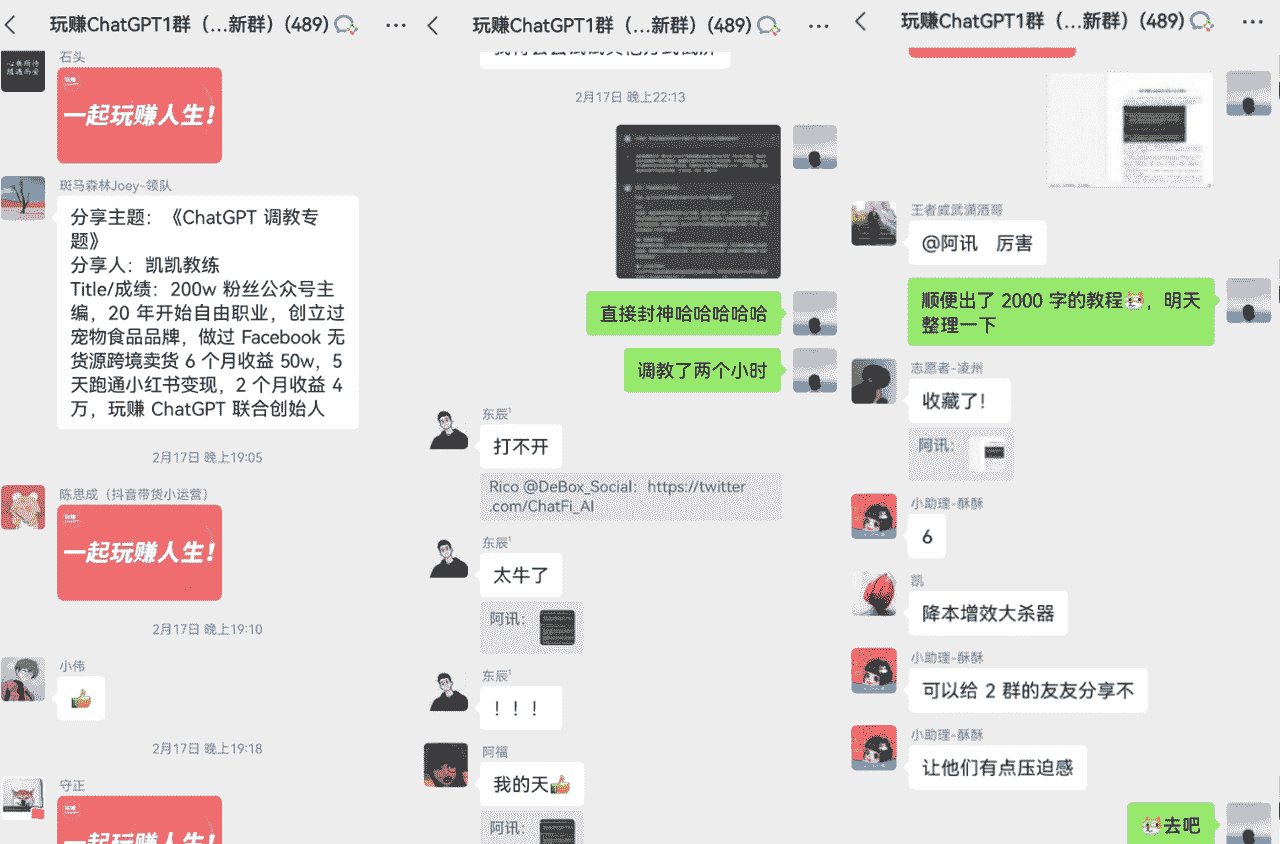 玩赚ChatGPT1群（...新群）(489)
石头
玩赚
一起玩赚人生！
斑马森林Joey-领队
分享主题：《ChatGPT 调教专
题》
分享人：凯凯教练
Title/成绩：200w 粉丝公众号主
编，20 年开始自由职业，创立过
宠物食品品牌，做过 Facebook 无
货源跨境卖货 6 个月收益 50w，5
天跑通小红书变现，2 个月收益 4
万，玩赚 ChatGPT 联合创始人
2月17日 晚上19:05
陈思成（抖音带货小运营）
玩赚
一起玩赚人生！
2月17日 晚上19:10
小伟
2月17日 晚上19:18
守正
玩赚
一起玩赚人生！
玩赚ChatGPT1群（...新群）(489)
2月17日 晚上22:13
直接封神哈哈哈哈哈哈
调教了两个小时
东辰¹
打不开
Rico @DeBox_Social：https://twitter
.com/ChatFi_AI
东辰¹
太牛了
阿讯：
东辰¹
！！！
阿福
我的天
阿讯：
玩赚ChatGPT1群（...新群）(489)
王者威武潇洒哥
@阿讯 厉害
顺便出了 2000 字的教程，明天
整理一下
志愿者-凌州
收藏了！
阿讯：
小助理-酥酥
6
凯
降本增效大杀器
小助理-酥酥
可以给 2 群的友友分享不
小助理-酥酥
让他们有点压迫感
去吧